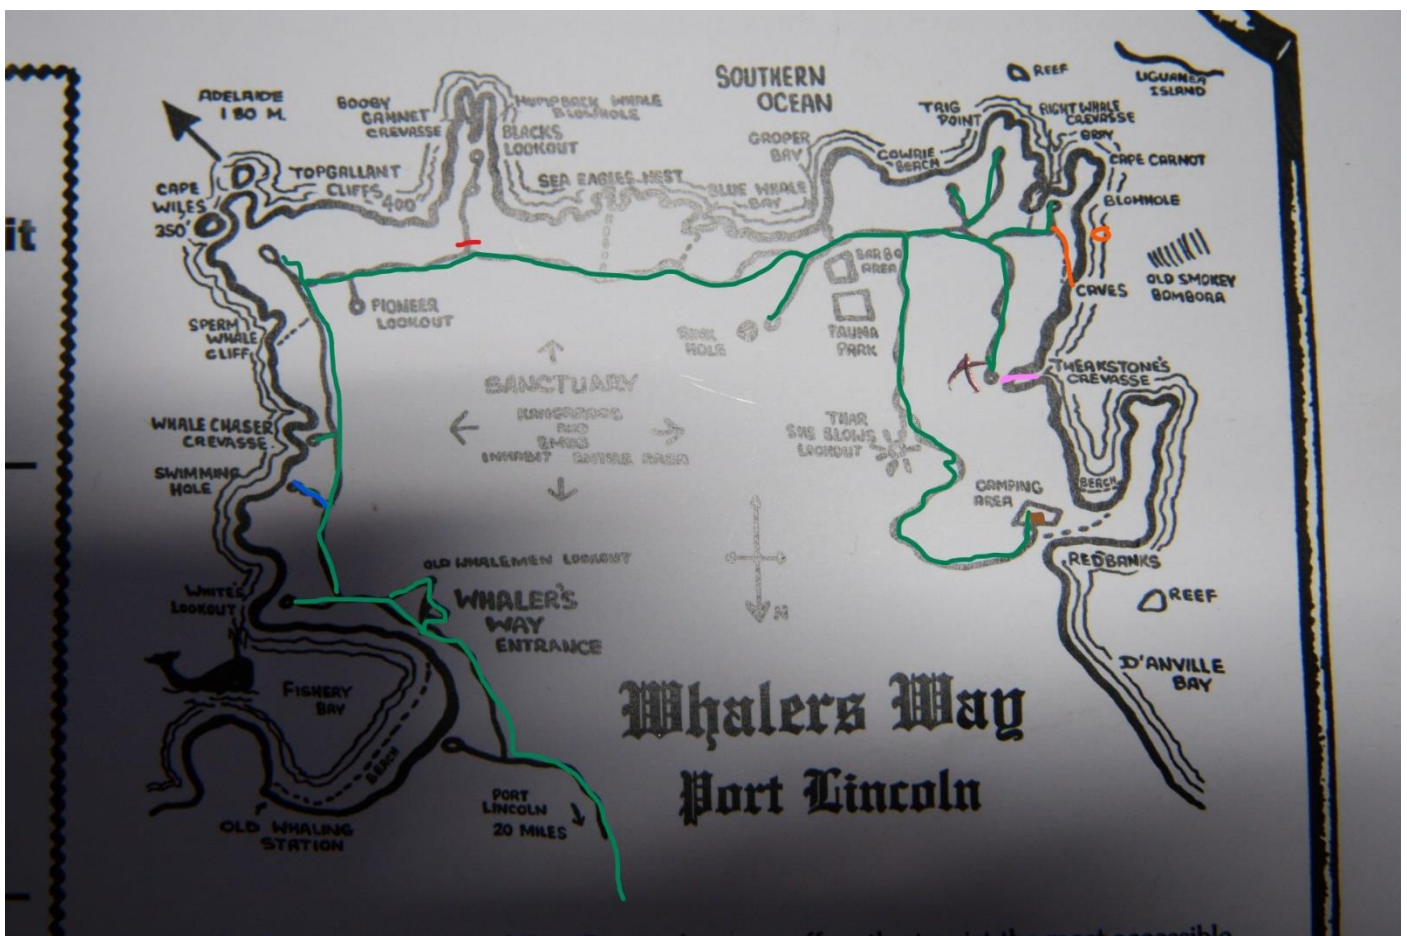 it
ADELAIDE
180 M.
BOOBY
GANNET
CREVASSE
HUMPBACK WHALE
BLOWHOLE
BLACKS
LOOKOUT
SOUTHERN
OCEAN
REEF
LIGUANEA
ISLAND
TRIG
POINT
RIGHT WHALE
CREVASSE
BAY
CAPE CARNOT
GROPER
BAY
COWRIE
BEACH
TOPGALLANT
CLIFFS
400'
SEA EAGLES NEST
BLUE WHALE
BAY
CAPE
WILES
350'
BLOWHOLE
OLD SMOKEY
BOMBORA
CAVES
BARBQ
AREA
PIONEER
LOOKOUT
SINK
HOLE
FAUNA
PARK
SPERM
WHALE
CLIFF
THEAKSTONE'S
CREVASSE
SANCTUARY
KANGAROOS
AND
EMUS
INHABIT ENTIRE AREA
THAR
SHE BLOWS
LOOKOUT
WHALE CHASER
CREVASSE
SWIMMING
HOLE
CAMPING
AREA
BEACH
OLD WHALEMEN LOOKOUT
REDBANKS
WHITE'S
LOOKOUT
WHALER'S
WAY
ENTRANCE
N
REEF
FISHERY
BAY
D'ANVILLE
BAY
Whalers Way
Port Lincoln
BEACH
PORT
LINCOLN
20 MILES
OLD WHALING
STATION